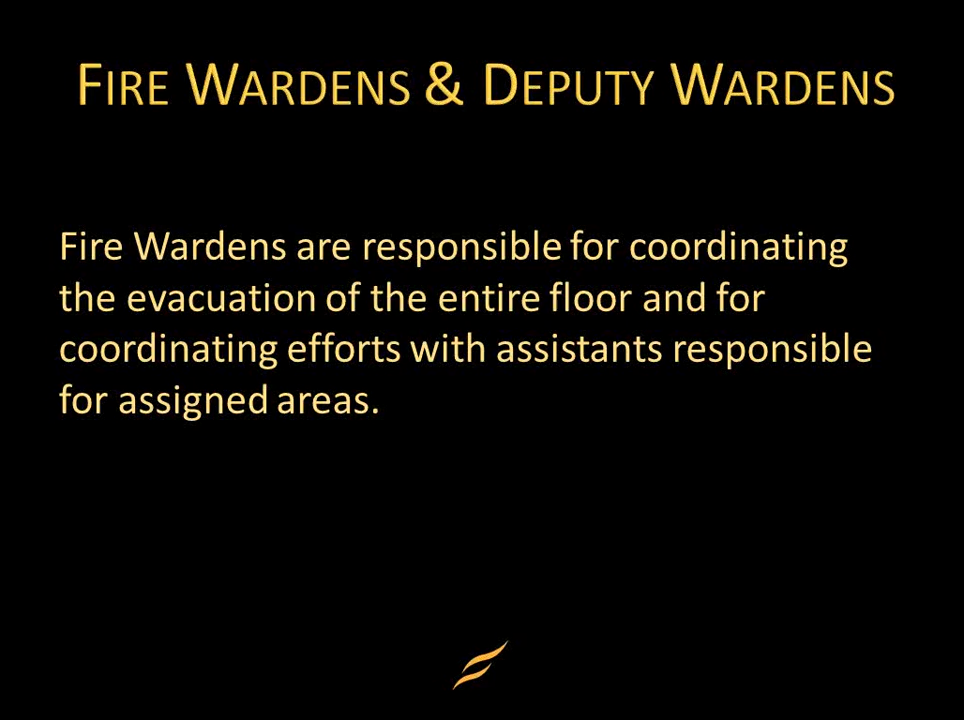 FIRE WARDENS & DEPUTY WARDENS
Fire Wardens are responsible for coordinating
the evacuation of the entire floor and for
coordinating efforts with assistants responsible
for assigned areas.